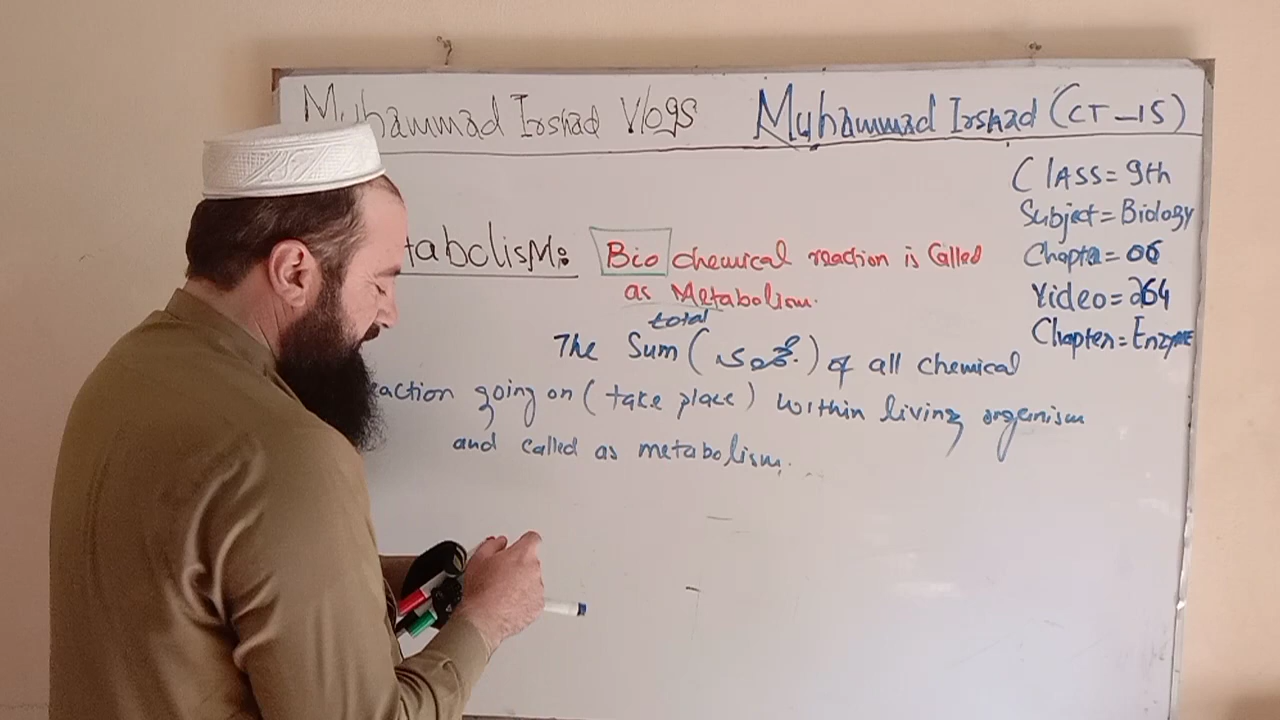 Muhammad Irshad Vlogs Muhammad Irshad (CT-15)
Class = 9th
Subject = Biology
Chapte = 06
Video = 264
Chapter = Enzyme
tabolism: Bio chemical reaction is Called
as Metabolism.
total
The Sum ( ) of all chemical
eaction going on (take place) within living organism
and called as metabolism.